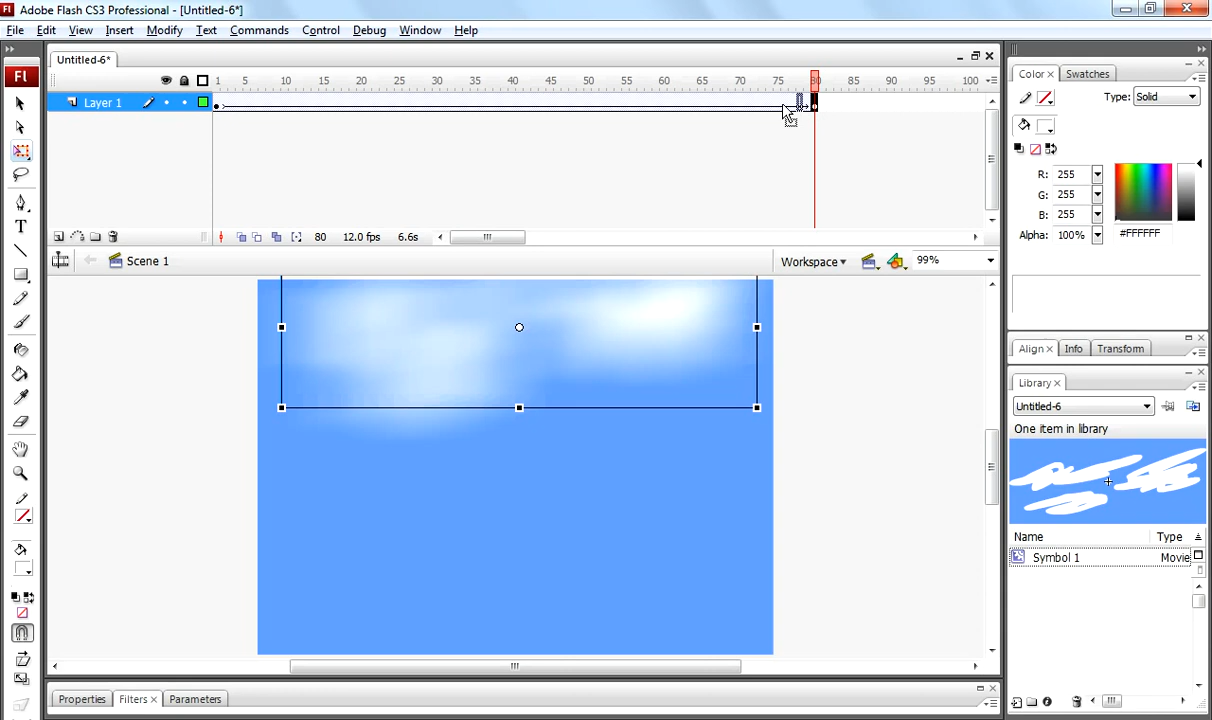 Fl Adobe Flash CS3 Professional - [Untitled-6*]
File Edit View Insert Modify Text Commands Control Debug Window Help
Untitled-6*
Fl
1 5 10 15 20 25 30 35 40 45 50 55 60 65 70 75 80 85 90 95 100
Layer 1
80 12.0 fps 6.6s
Scene 1 Workspace 99%
Properties Filters Parameters
Color Swatches
Type: Solid
R: 255
G: 255
B: 255
Alpha: 100% #FFFFFF
Align Info Transform
Library
Untitled-6
One item in library
Name Type
Symbol 1 Movie